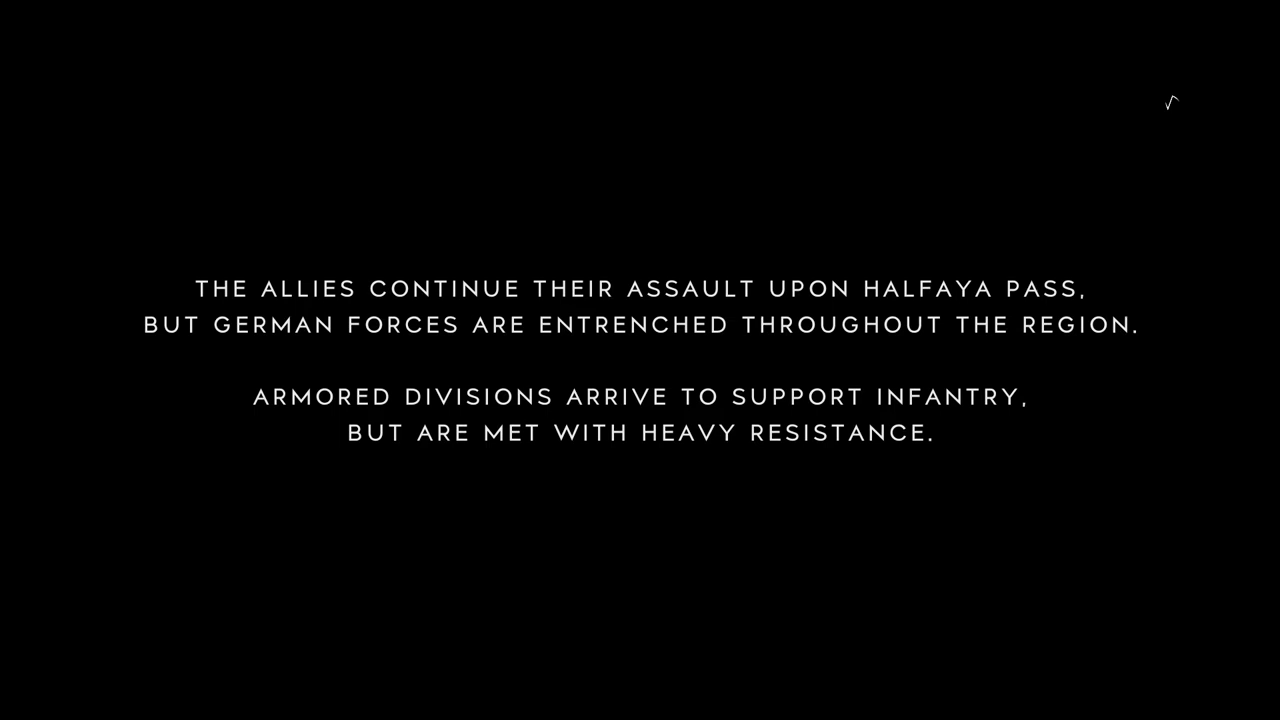 THE ALLIES CONTINUE THEIR ASSAULT UPON HALFAYA PASS,
BUT GERMAN FORCES ARE ENTRENCHED THROUGHOUT THE REGION.
ARMORED DIVISIONS ARRIVE TO SUPPORT INFANTRY,
BUT ARE MET WITH HEAVY RESISTANCE.